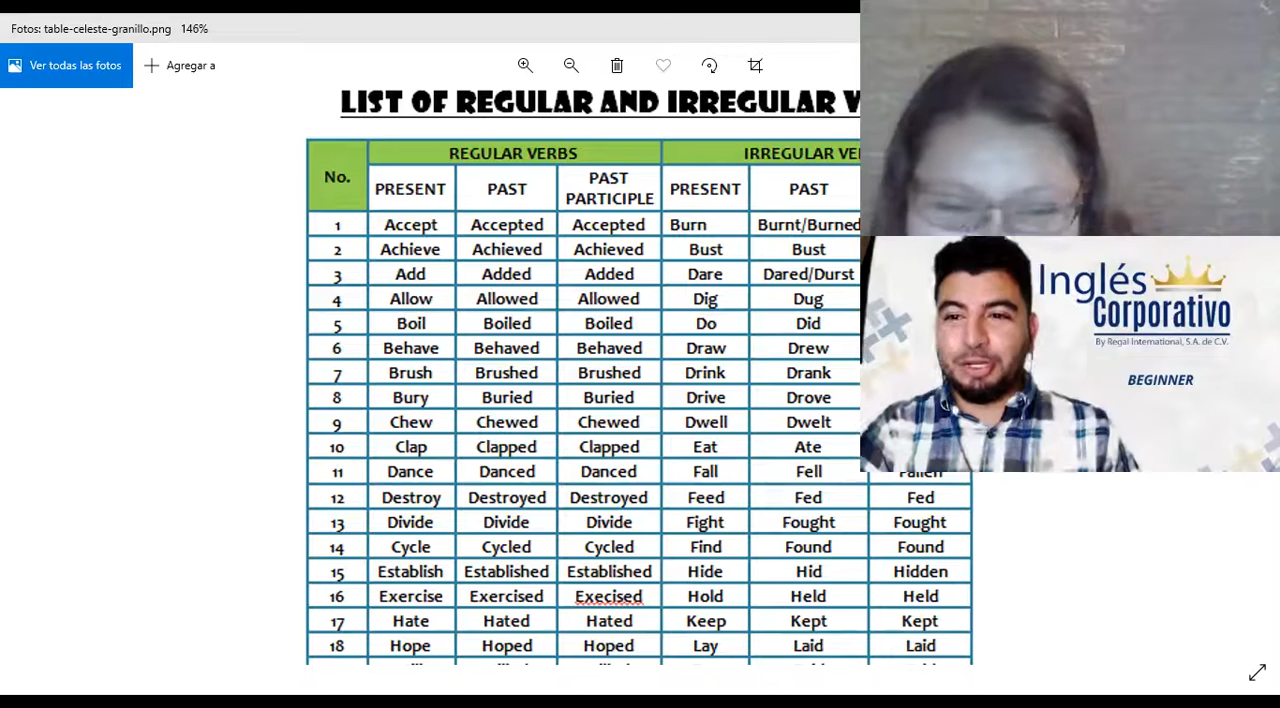 Fotos: table-celeste-granillo.png 146%
Ver todas las fotos
Agregar a
LIST OF REGULAR AND IRREGULAR V
No.
REGULAR VERBS
IRREGULAR VE
PRESENT PAST PAST PARTICIPLE PRESENT PAST
1 Accept Accepted Accepted Burn Burnt/Burned
2 Achieve Achieved Achieved Bust Bust
3 Add Added Added Dare Dared/Durst
4 Allow Allowed Allowed Dig Dug
5 Boil Boiled Boiled Do Did
6 Behave Behaved Behaved Draw Drew
7 Brush Brushed Brushed Drink Drank
8 Bury Buried Buried Drive Drove
9 Chew Chewed Chewed Dwell Dwelt
10 Clap Clapped Clapped Eat Ate
11 Dance Danced Danced Fall Fell Fallen
12 Destroy Destroyed Destroyed Feed Fed Fed
13 Divide Divide Divide Fight Fought Fought
14 Cycle Cycled Cycled Find Found Found
15 Establish Established Established Hide Hid Hidden
16 Exercise Exercised Execised Hold Held Held
17 Hate Hated Hated Keep Kept Kept
18 Hope Hoped Hoped Lay Laid Laid
Inglés
Corporativo
By Regal International, S.A. de C.V.
BEGINNER